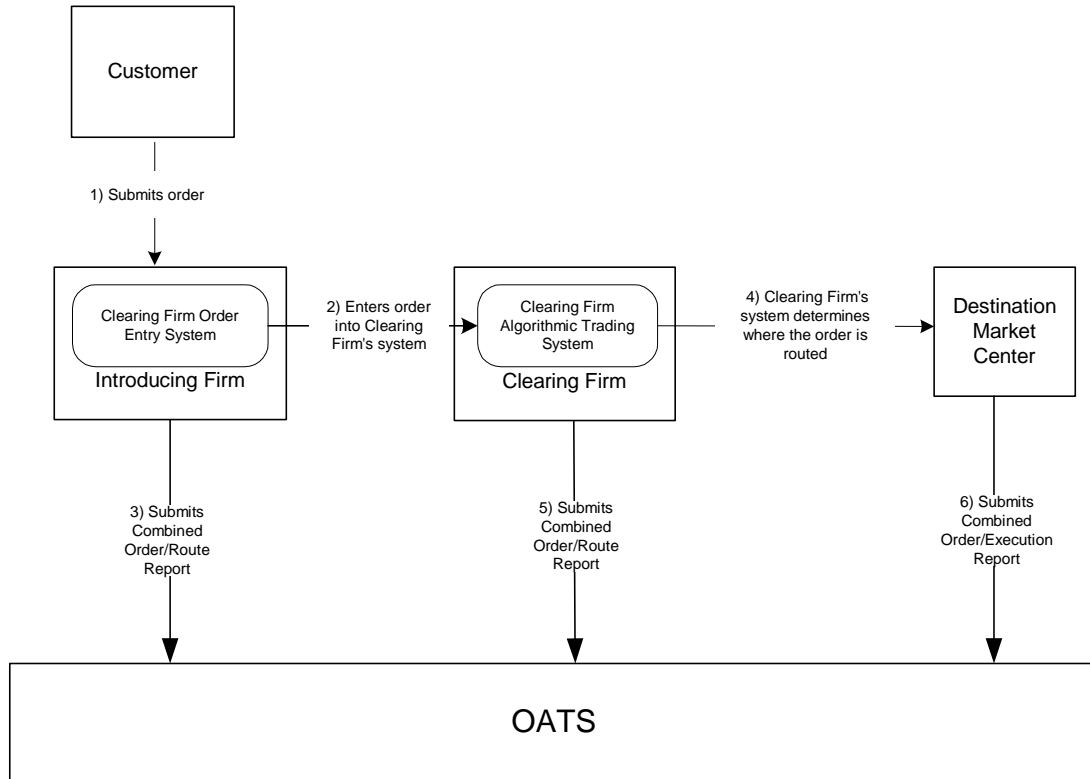 Customer
1) Submits order
Clearing Firm Order
Entry System
Introducing Firm
2) Enters order
into Clearing
Firm's system
Clearing Firm
Algorithmic Trading
System
Clearing Firm
4) Clearing Firm's
system determines
where the order is
routed
Destination
Market
Center
3) Submits
Combined
Order/Route
Report
5) Submits
Combined
Order/Route
Report
6) Submits
Combined
Order/Execution
Report
OATS